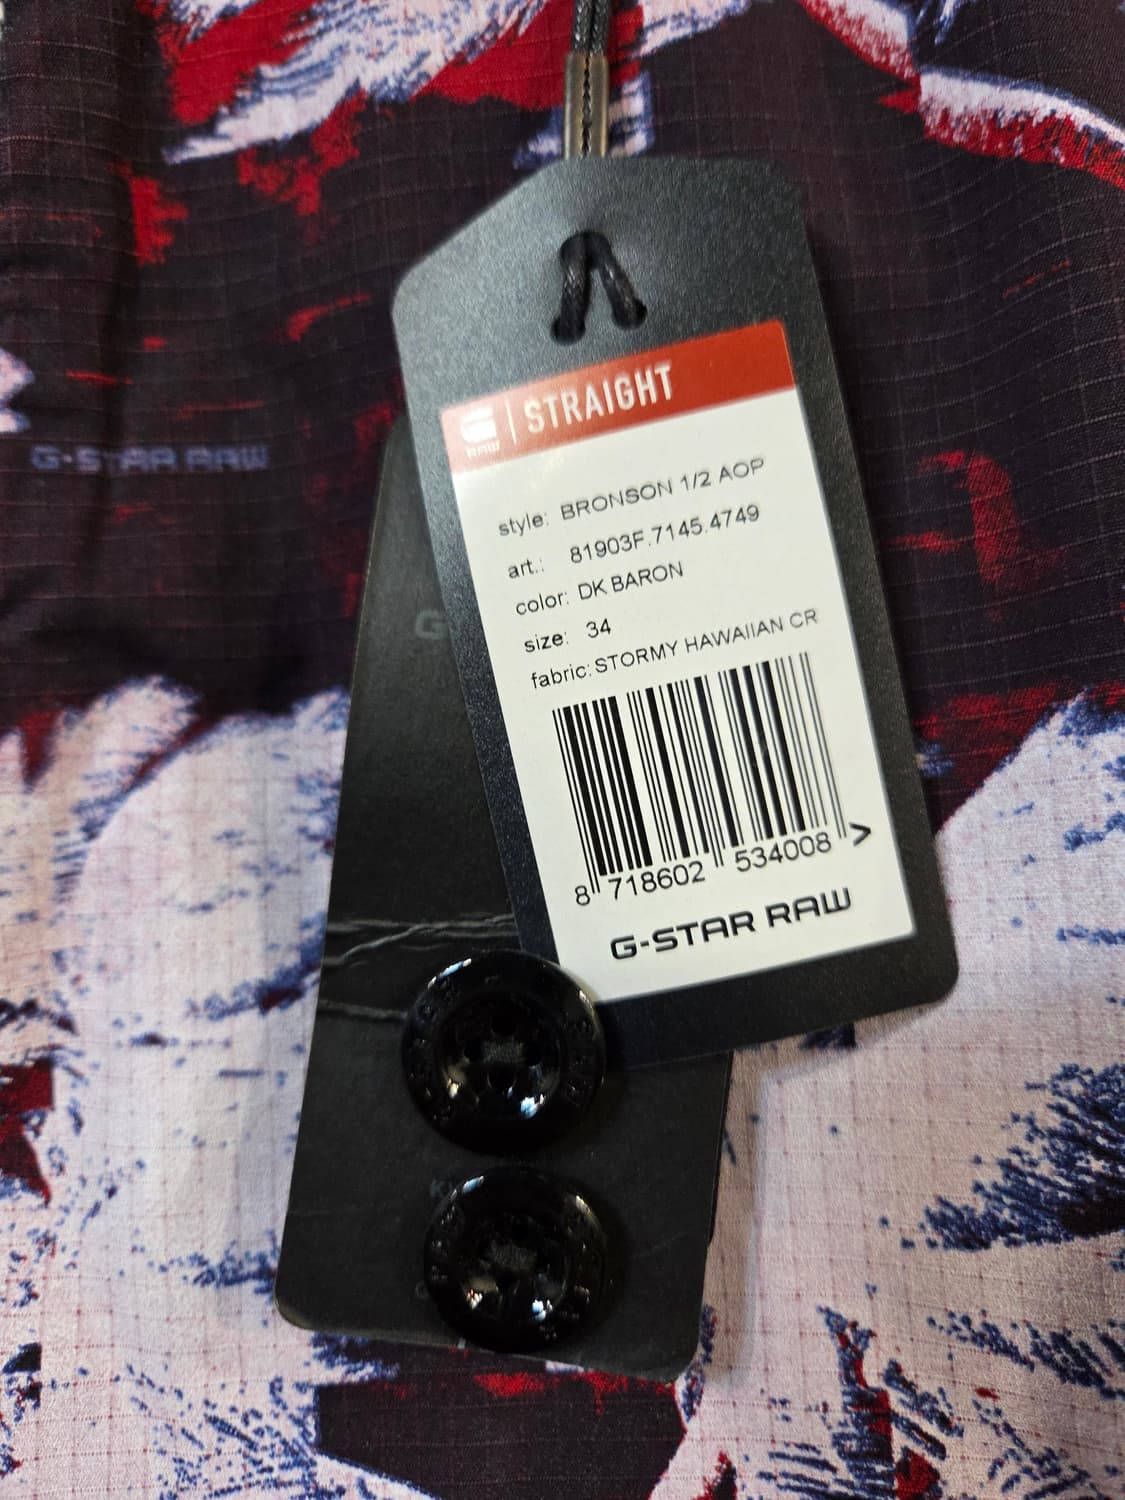 STRAIGHT
RAW
style: BRONSON 1/2 AOP
art.: 81903F.7145.4749
color: DK BARON
size: 34
fabric: STORMY HAWAIIAN CR
8 718602 534008 >
G-STAR RAW
G-STAR RAW